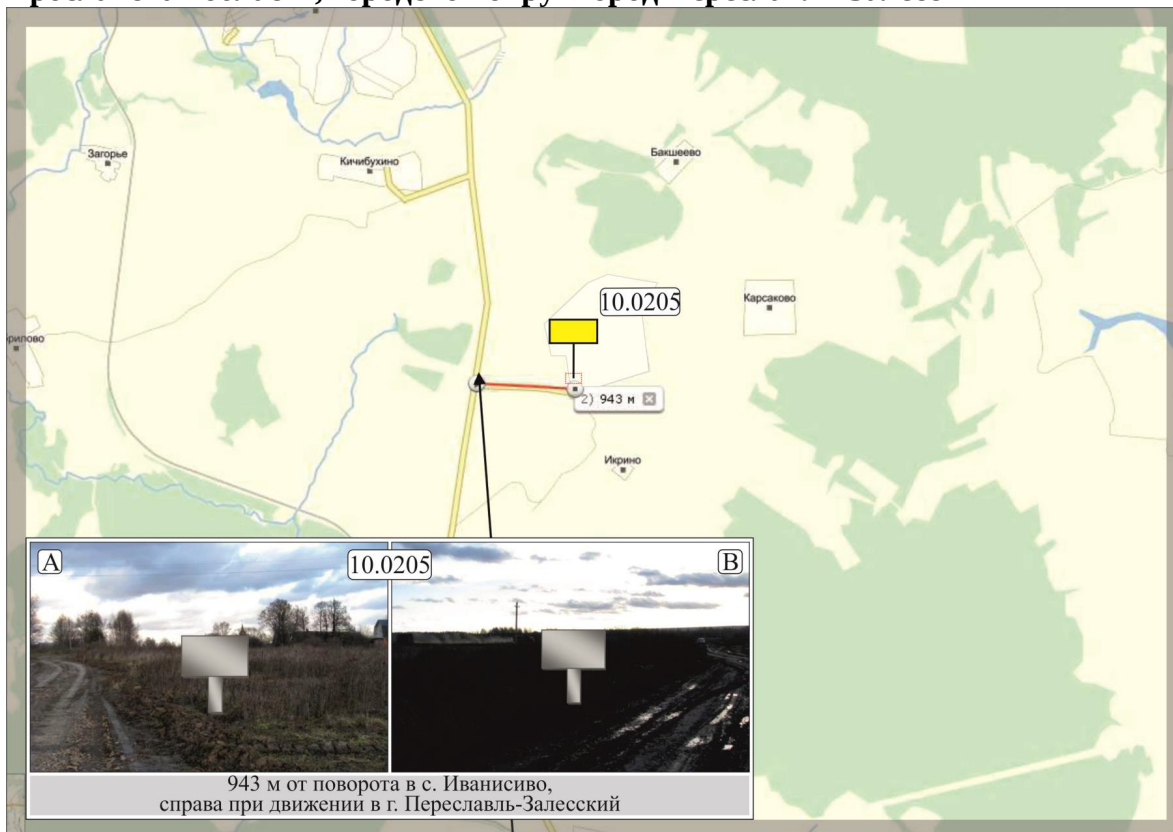 Загорье
Кичибухино
Бакшеево
10.0205
Карсаково
рилово
2) 943 м
Икрино
A
10.0205
B
943 м от поворота в с. Иванисиво,
справа при движении в г. Переславль-Залесский